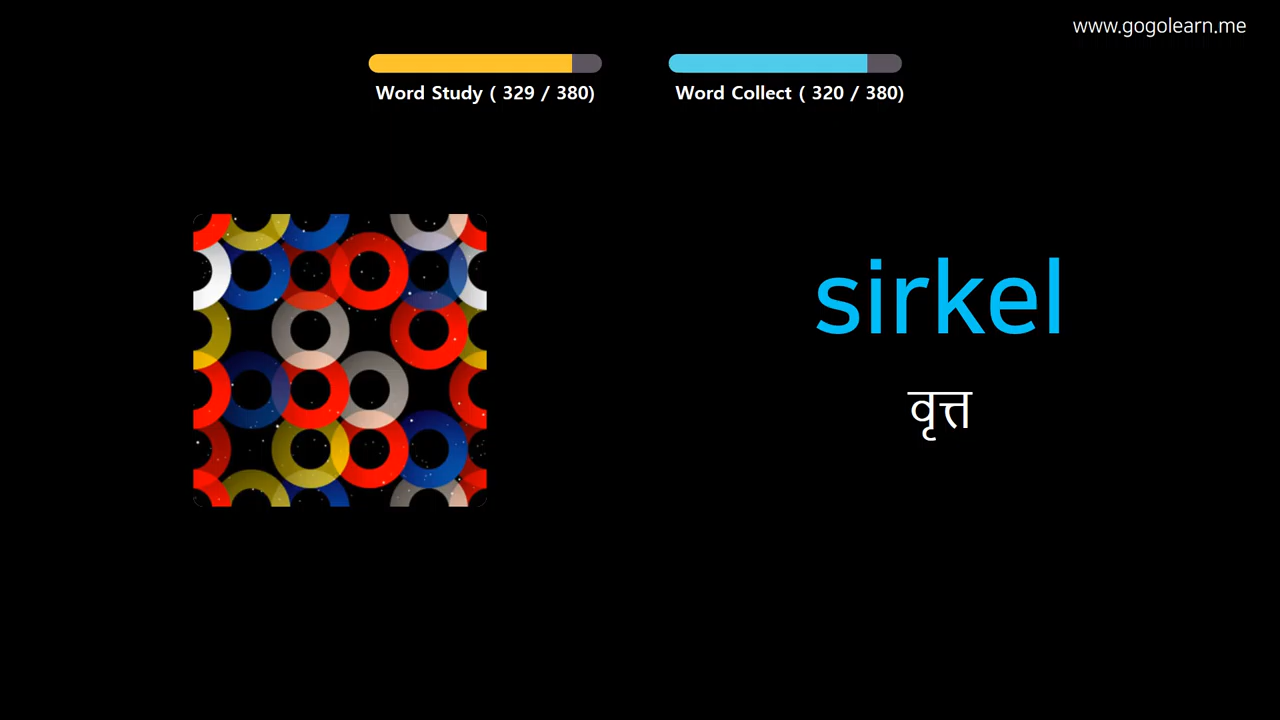 www.gogolearn.me
Word Study ( 329 / 380)
Word Collect ( 320 / 380)
sirkel
वृत्त